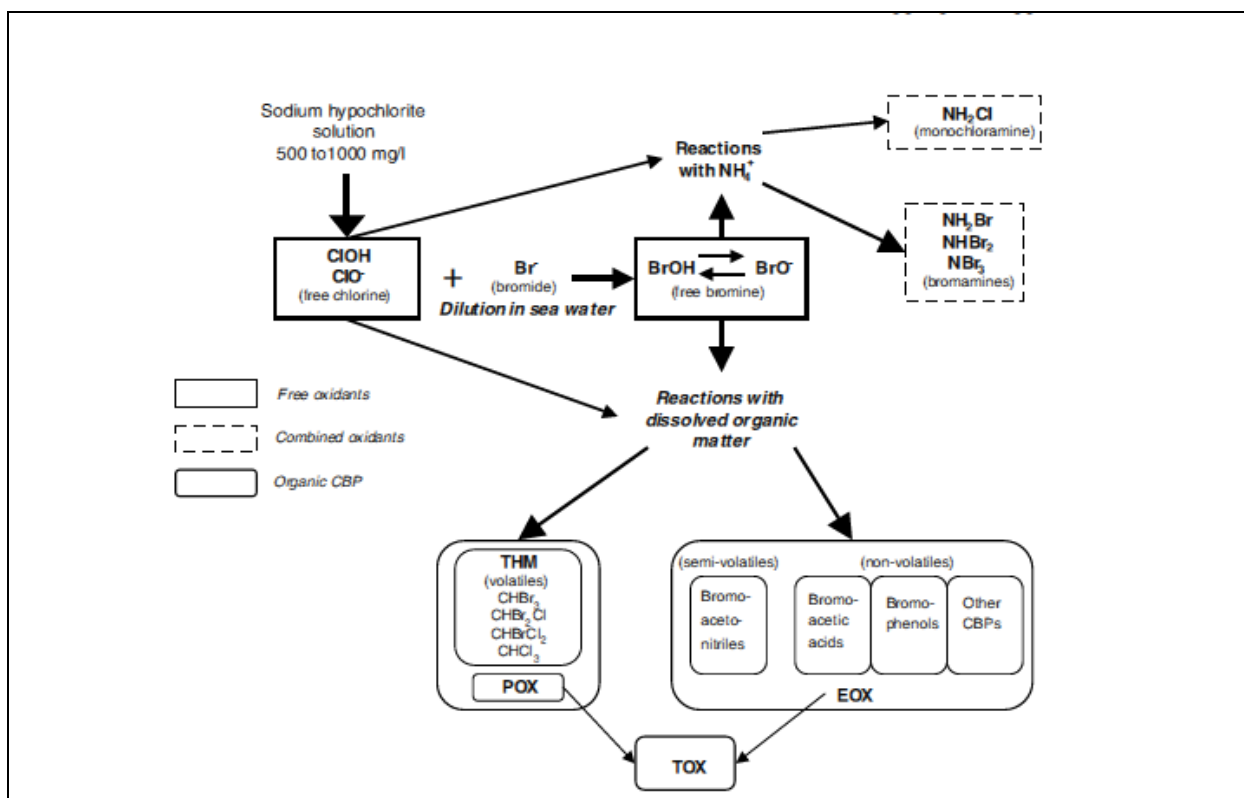 Sodium hypochlorite
solution
500 to1000 mg/l
NH₂Cl
(monochloramine)
Reactions
with NH₄⁺
NH₂Br
NHBr₂
NBr₃
(bromamines)
ClOH
ClO⁻
(free chlorine)
+
Br⁻
(bromide)
Dilution in sea water
BrOH BrO⁻
(free bromine)
Free oxidants
Combined oxidants
Organic CBP
Reactions with
dissolved organic
matter
THM
(volatiles)
CHBr₃
CHBr₂Cl
CHBrCl₂
CHCl₃
POX
(semi-volatiles) (non-volatiles)
Bromo-
aceto-
nitriles
Bromo-
acetic
acids
Bromo-
phenols
Other
CBPs
EOX
TOX